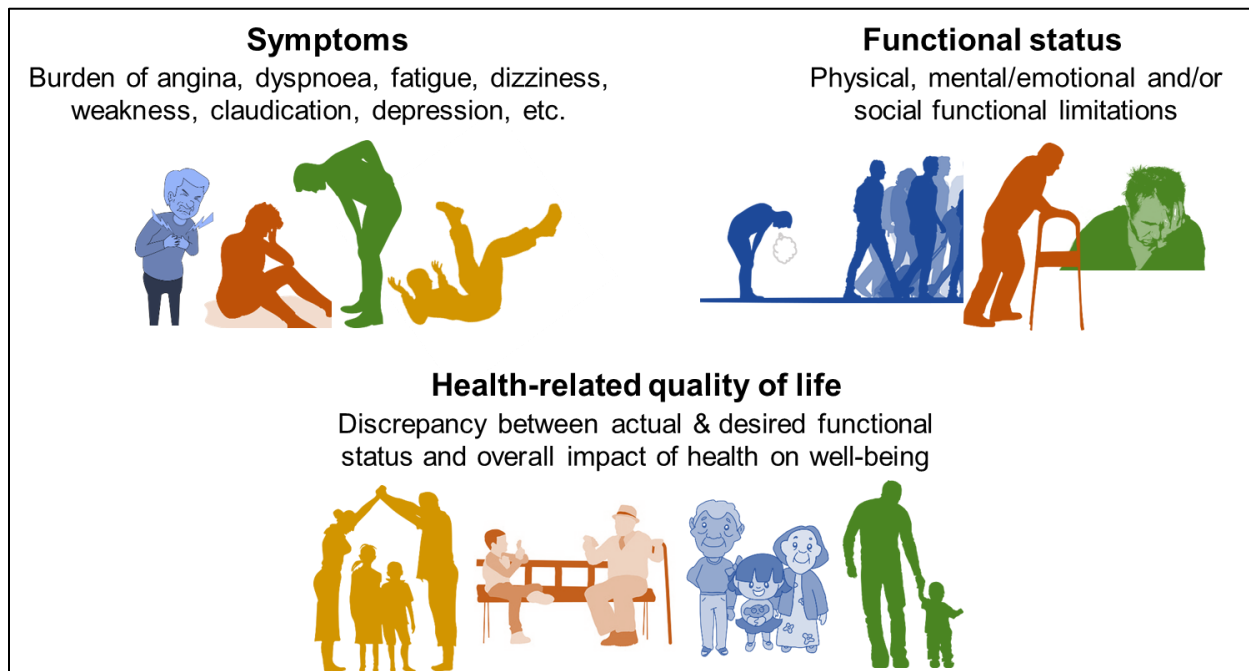 Symptoms
Burden of angina, dyspnoea, fatigue, dizziness,
weakness, claudication, depression, etc.
Functional status
Physical, mental/emotional and/or
social functional limitations
Health-related quality of life
Discrepancy between actual & desired functional
status and overall impact of health on well-being